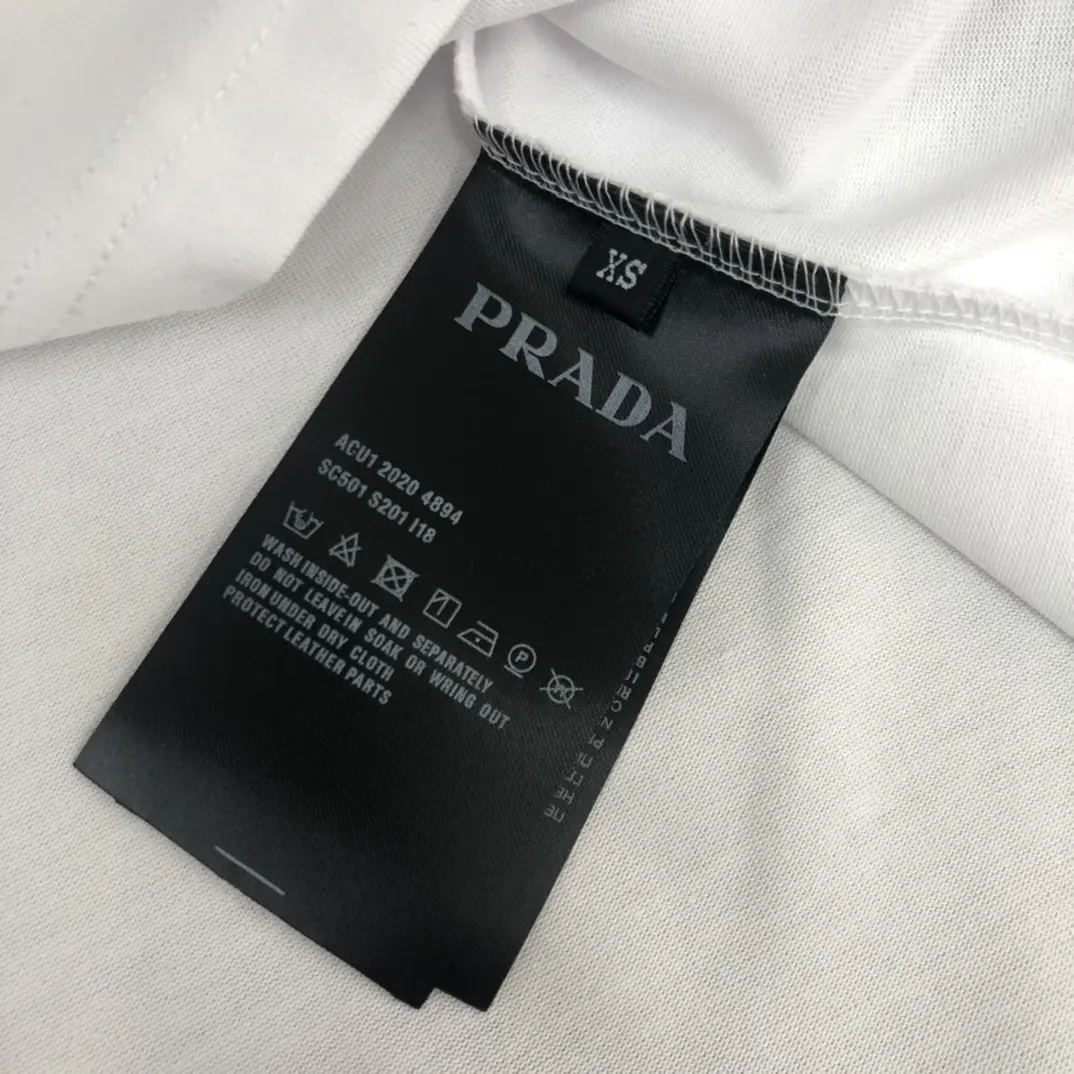 XS
PRADA
ACU1 2020 4894
SC501 S201 I18
P
WASH INSIDE-OUT AND SEPARATELY
DO NOT LEAVE IN SOAK OR WRING OUT
IRON UNDER DRY CLOTH
PROTECT LEATHER PARTS